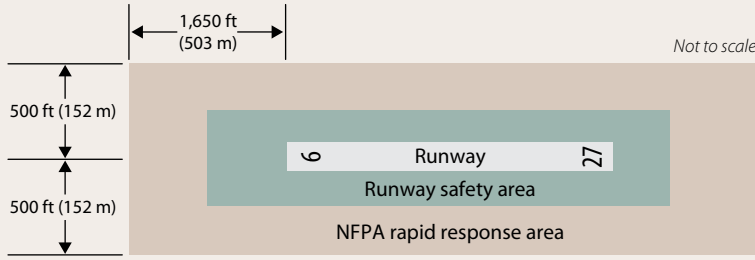 1,650 ft
(503 m)
Not to scale
500 ft (152 m)
9
Runway
27
Runway safety area
500 ft (152 m)
NFPA rapid response area